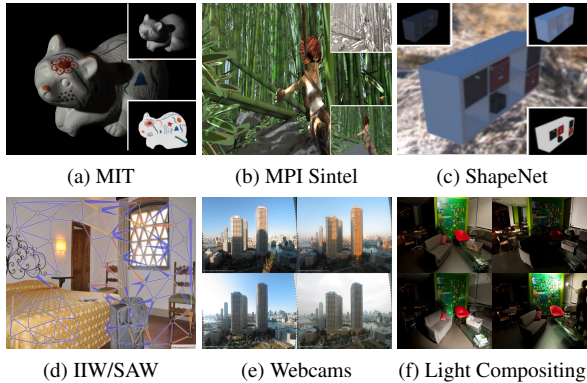 (a) MIT
(b) MPI Sintel
(c) ShapeNet
(d) IIW/SAW
(e) Webcams
(f) Light Compositing